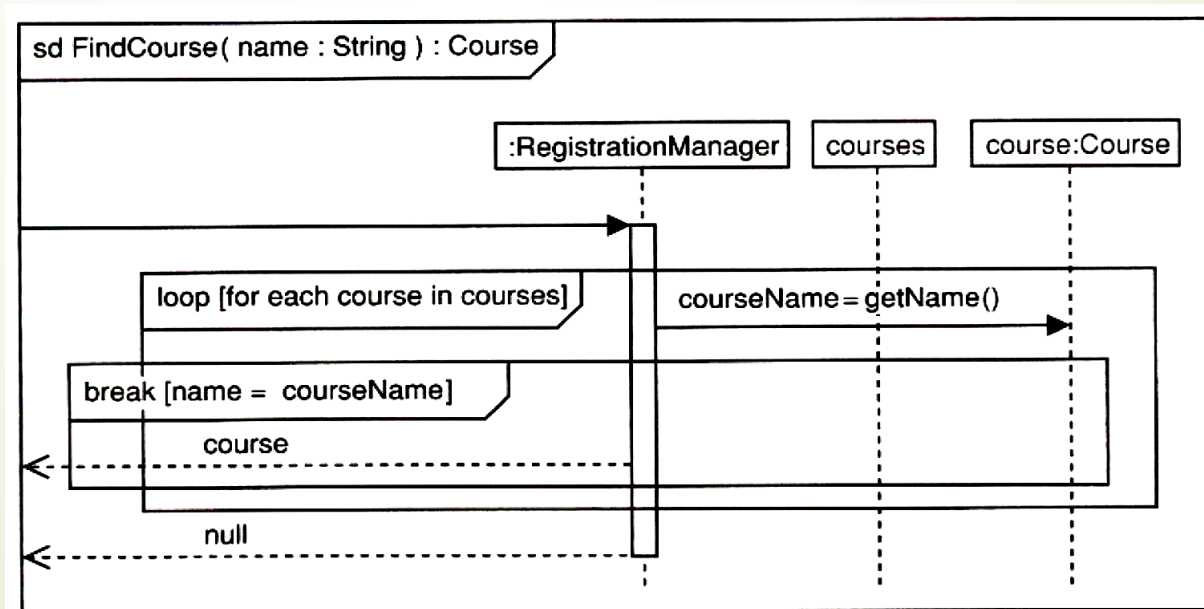 sd FindCourse( name : String ) : Course
:RegistrationManager
courses
course:Course
loop [for each course in courses]
courseName = getName()
break [name = courseName]
course
null